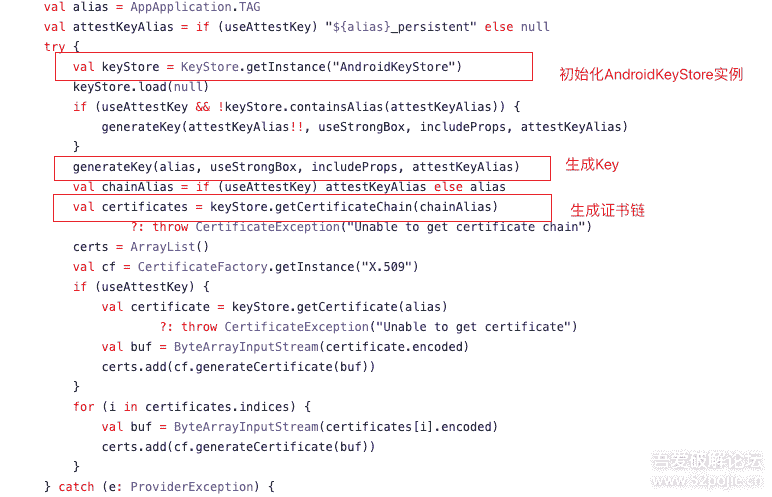 val alias = AppApplication.TAG
val attestKeyAlias = if (useAttestKey) "${alias}_persistent" else null
try {
val keyStore = KeyStore.getInstance("AndroidKeyStore")
初始化AndroidKeyStore实例
keyStore.load(null)
if (useAttestKey && !keyStore.containsAlias(attestKeyAlias)) {
generateKey(attestKeyAlias!!, useStrongBox, includeProps, attestKeyAlias)
}
generateKey(alias, useStrongBox, includeProps, attestKeyAlias)
生成Key
val chainAlias = if (useAttestKey) attestKeyAlias else alias
val certificates = keyStore.getCertificateChain(chainAlias)
生成证书链
?: throw CertificateException("Unable to get certificate chain")
certs = ArrayList()
val cf = CertificateFactory.getInstance("X.509")
if (useAttestKey) {
val certificate = keyStore.getCertificate(alias)
?: throw CertificateException("Unable to get certificate")
val buf = ByteArrayInputStream(certificate.encoded)
certs.add(cf.generateCertificate(buf))
}
for (i in certificates.indices) {
val buf = ByteArrayInputStream(certificates[i].encoded)
certs.add(cf.generateCertificate(buf))
}
} catch (e: ProviderException) {
吾爱破解论坛
www.52pojie.cn